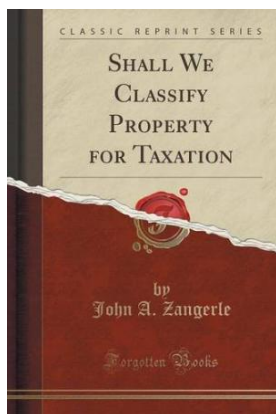 CLASSIC REPRINT SERIES
SHALL WE
CLASSIFY
PROPERTY
FOR TAXATION
by
John A. Zangerle
Forgotten Books